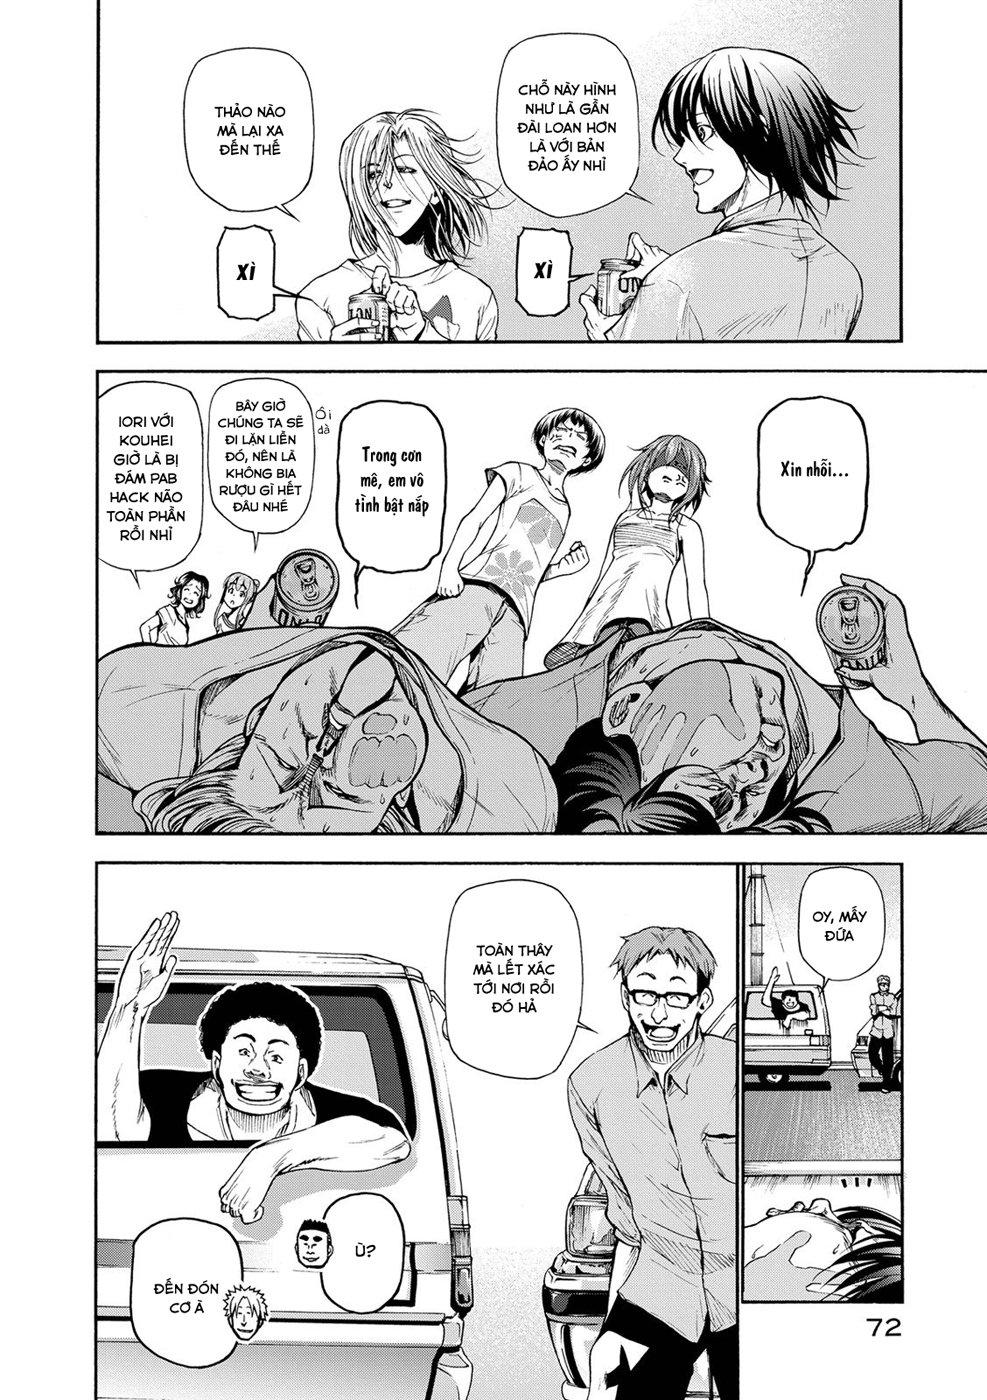 CHỖ NÀY HÌNH
NHƯ LÀ GẦN
ĐÀI LOAN HƠN
LÀ VỚI BẢN
ĐẢO ẤY NHỈ
THẢO NÀO
MÀ LẠI XA
ĐẾN THẾ
XÌ
XÌ
ON
ION
Xin nhỗi...
Trong cơn
mê, em vô
tình bật nắp
Ôi
dà
BÂY GIỜ
CHÚNG TA SẼ
ĐI LẶN LIỀN
ĐÓ, NÊN LÀ
KHÔNG BIA
RƯỢU GÌ HẾT
ĐÂU NHÉ
IORI VỚI
KOUHEI
GIỜ LÀ BỊ
ĐÁM PAB
HACK NÃO
TOÀN PHẦN
RỒI NHỈ
OY, MẤY
ĐỨA
TOÀN THÂY
MÀ LẾT XÁC
TỚI NƠI RỒI
ĐÓ HẢ
Ủ?
ĐẾN ĐÓN
CƠ À
72